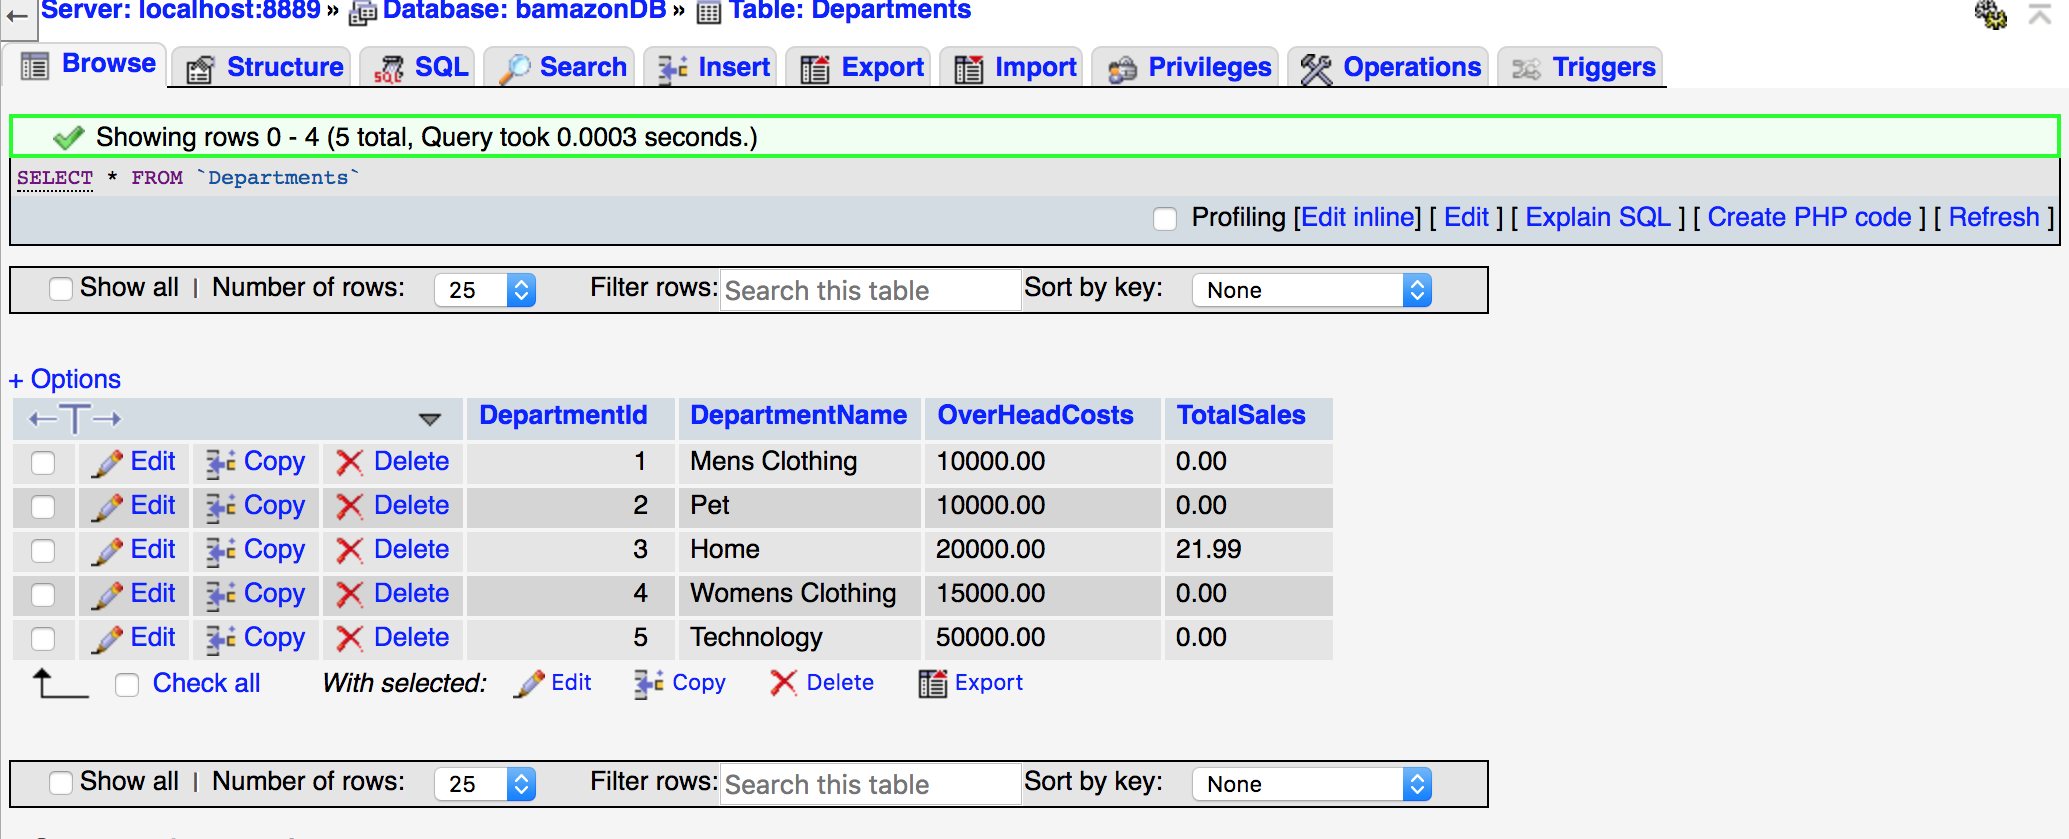 Server: localhost:8889 » Database: bamazonDB » Table: Departments
Browse Structure SQL Search Insert Export Import Privileges Operations Triggers
Showing rows 0 - 4 (5 total, Query took 0.0003 seconds.)
SELECT * FROM `Departments`
Profiling [Edit inline] [ Edit ] [ Explain SQL ] [ Create PHP code ] [ Refresh ]
Show all | Number of rows: 25 Filter rows: Search this table Sort by key: None
+ Options
←T→ DepartmentId DepartmentName OverHeadCosts TotalSales
Edit Copy Delete 1 Mens Clothing 10000.00 0.00
Edit Copy Delete 2 Pet 10000.00 0.00
Edit Copy Delete 3 Home 20000.00 21.99
Edit Copy Delete 4 Womens Clothing 15000.00 0.00
Edit Copy Delete 5 Technology 50000.00 0.00
Check all With selected: Edit Copy Delete Export
Show all | Number of rows: 25 Filter rows: Search this table Sort by key: None